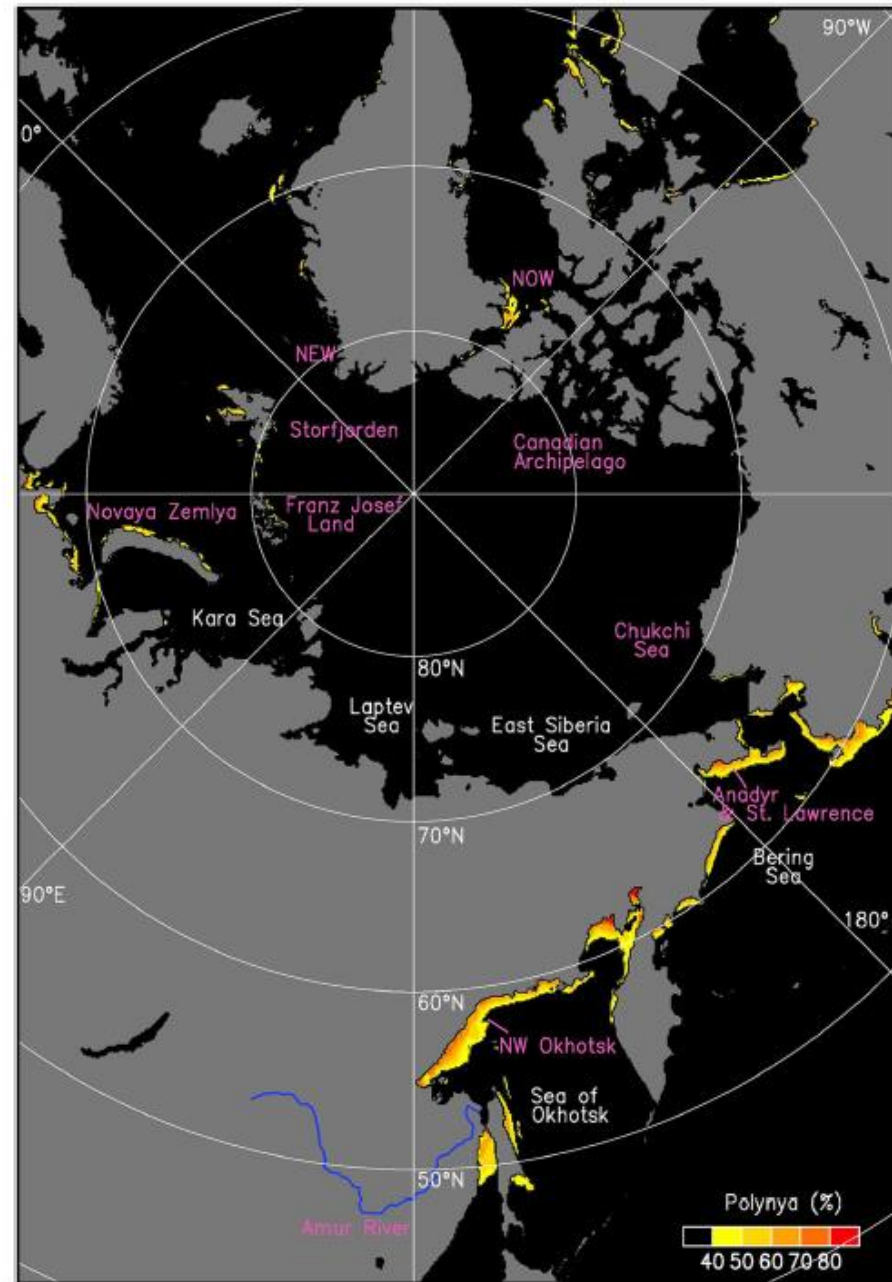 90°W
0°
NOW
NEW
Storfjorden
Canadian
Archipelago
Novaya Zemlya
Franz Josef
Land
Kara Sea
Chukchi
Sea
80°N
Laptev
Sea
East Siberia
Sea
Anadyr
& St. Lawrence
70°N
Bering
Sea
90°E
180°
60°N
NW Okhotsk
Sea of
Okhotsk
50°N
Amur River
Polynya (%)
40 50 60 70 80